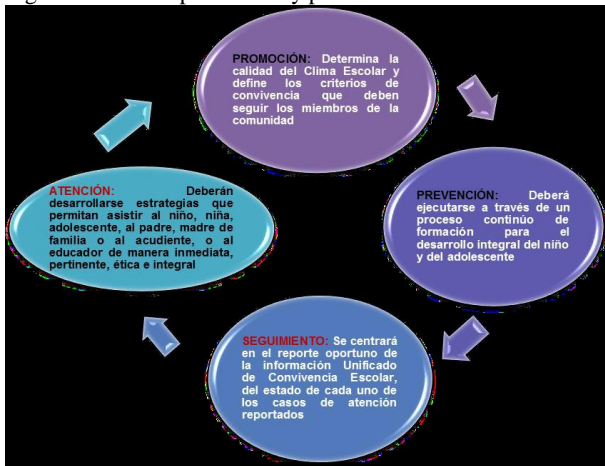 PROMOCIÓN: Determina la
calidad del Clima Escolar y
define los criterios de
convivencia que deben
seguir los miembros de la
comunidad
PREVENCIÓN: Deberá
ejecutarse a través de un
proceso continúo de
formación para el
desarrollo integral del niño
y del adolescente
SEGUIMIENTO: Se centrará
en el reporte oportuno de
la información Unificado
de Convivencia Escolar,
del estado de cada uno de
los casos de atención
reportados
ATENCIÓN: Deberán
desarrollarse estrategias que
permitan asistir al niño, niña,
adolescente, al padre, madre de
familia o al acudiente, o al
educador de manera inmediata,
pertinente, ética e integral